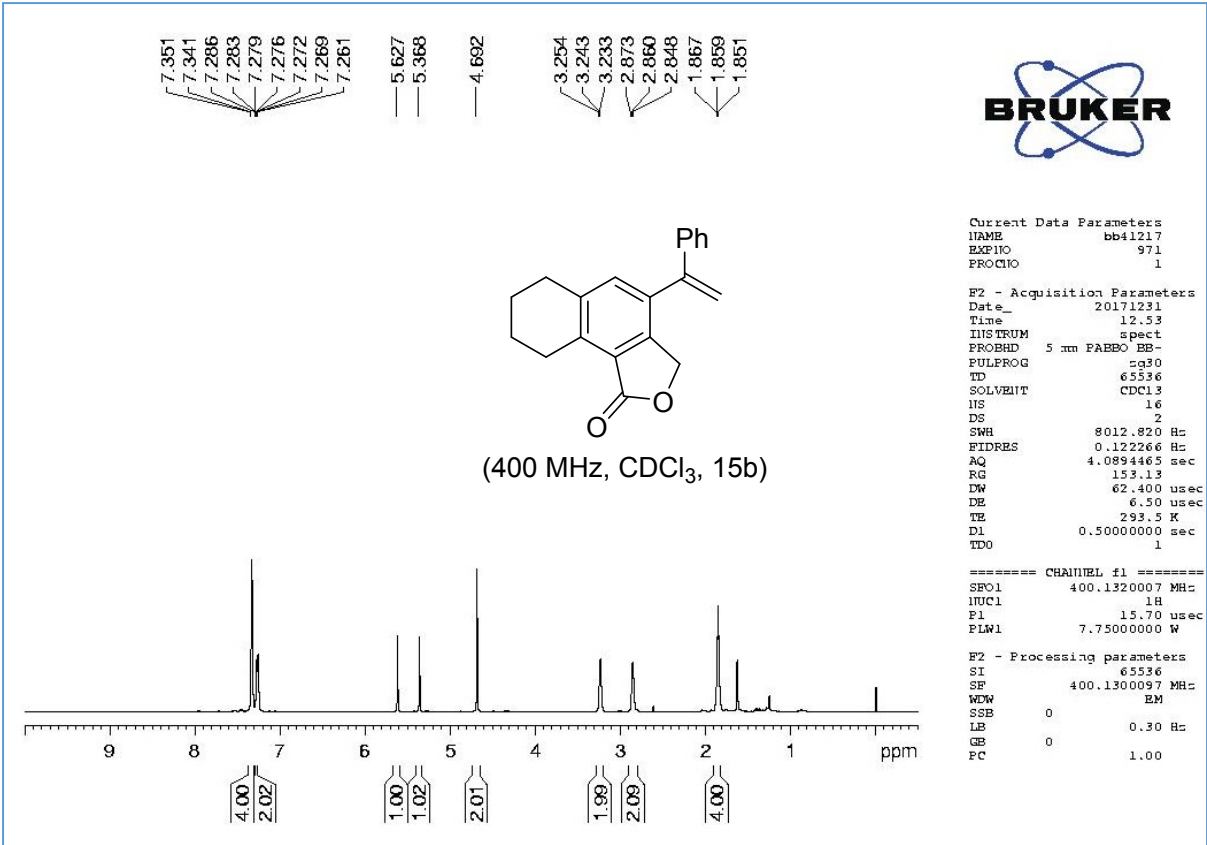 7.351
7.341
7.286
7.283
7.279
7.276
7.272
7.269
7.261
5.627
5.368
4.692
3.254
3.243
3.233
2.873
2.860
2.848
1.867
1.859
1.851
BRUKER
Ph
O
O
(400 MHz, CDCl3, 15b)
Current Data Parameters
NAME bb41217
EXPNO 971
PROCNO 1
F2 - Acquisition Parameters
Date_ 20171231
Time 12.53
INSTRUM spect
PROBHD 5 mm PABBO BB-
PULPROG zg30
TD 65536
SOLVENT CDCl3
NS 16
DS 2
SWH 8012.820 Hz
FIDRES 0.122266 Hz
AQ 4.0894465 sec
RG 153.13
DW 62.400 usec
DE 6.50 usec
TE 293.5 K
D1 0.50000000 sec
TD0 1
======== CHANNEL f1 ========
SFO1 400.1320007 MHz
NUC1 1H
P1 15.70 usec
PLW1 7.75000000 W
F2 - Processing parameters
SI 65536
SF 400.1300097 MHz
WDW EM
SSB 0
LB 0.30 Hz
GB 0
PC 1.00
9 8 7 6 5 4 3 2 1 ppm
4.00
2.02
1.00
1.02
2.01
1.99
2.09
4.00